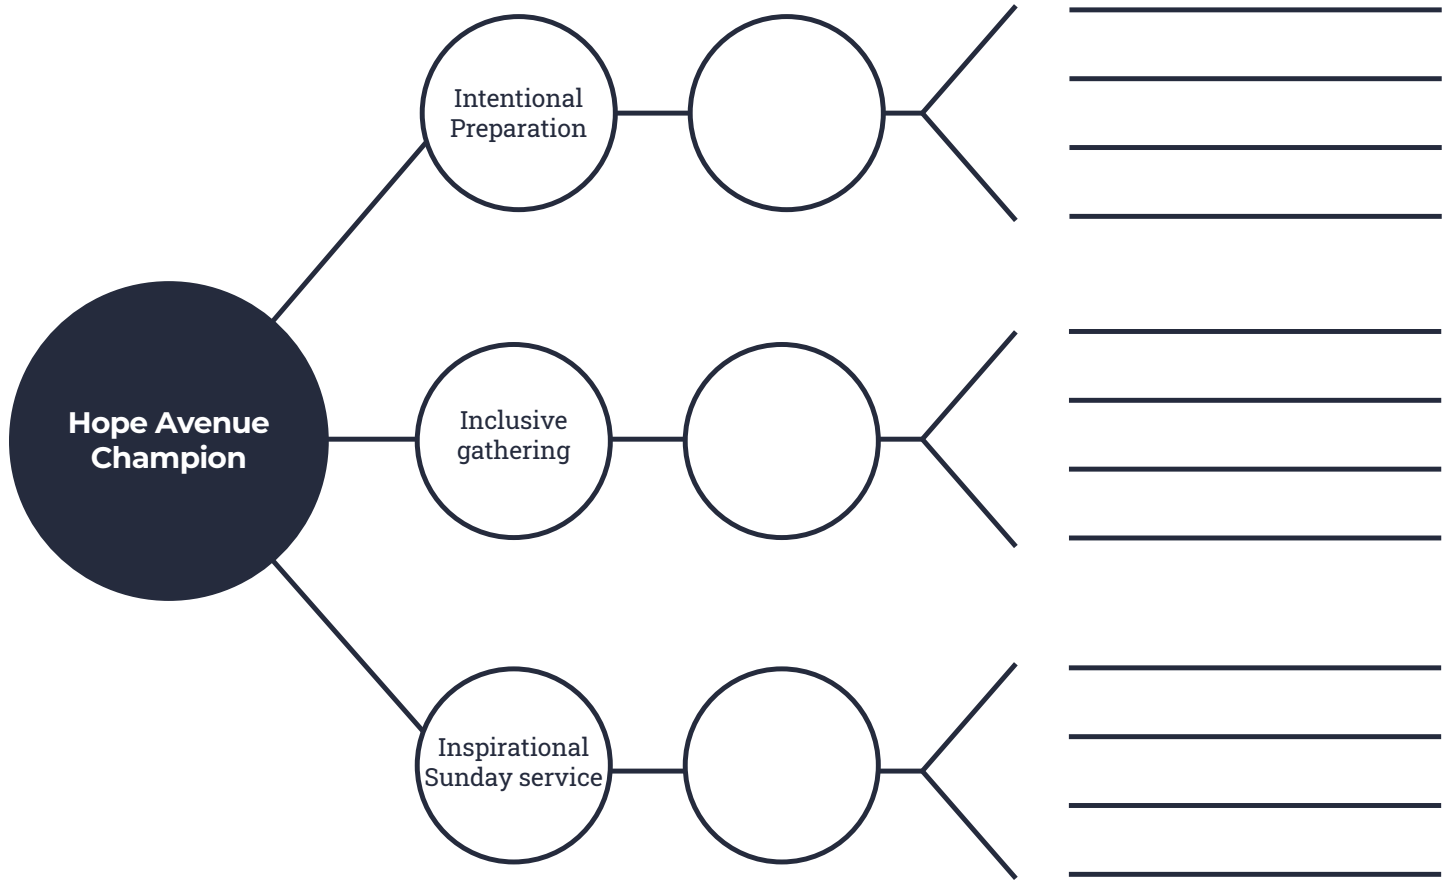 Intentional
Preparation
Hope Avenue
Champion
Inclusive
gathering
Inspirational
Sunday service